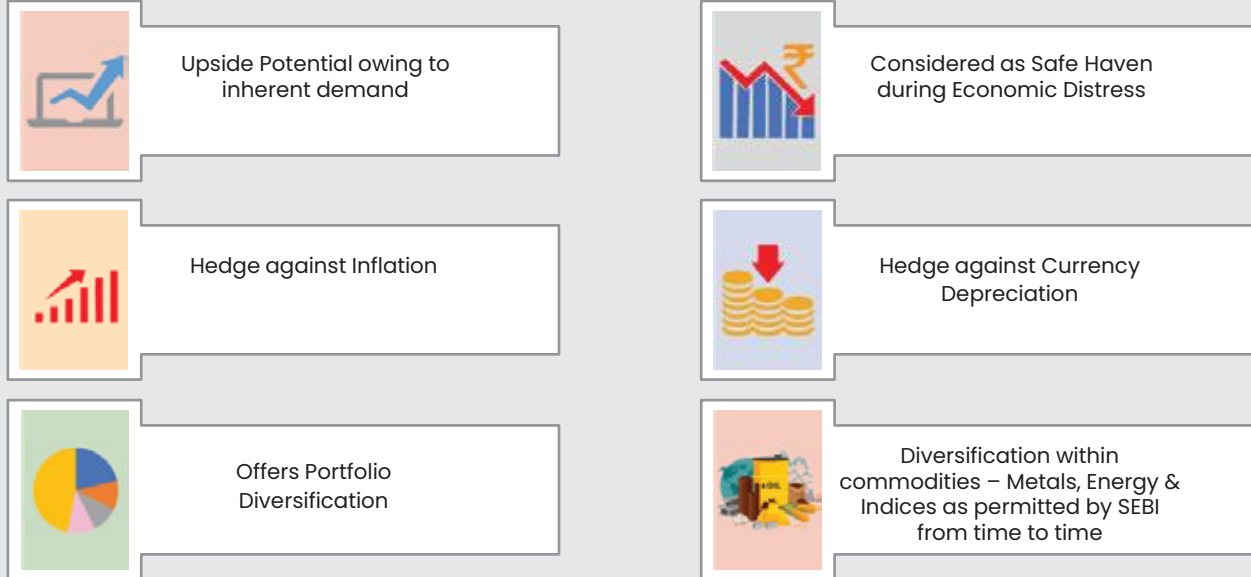 Upside Potential owing to
inherent demand
₹
Considered as Safe Haven
during Economic Distress
Hedge against Inflation
Hedge against Currency
Depreciation
Offers Portfolio
Diversification
OIL
Diversification within
commodities – Metals, Energy &
Indices as permitted by SEBI
from time to time